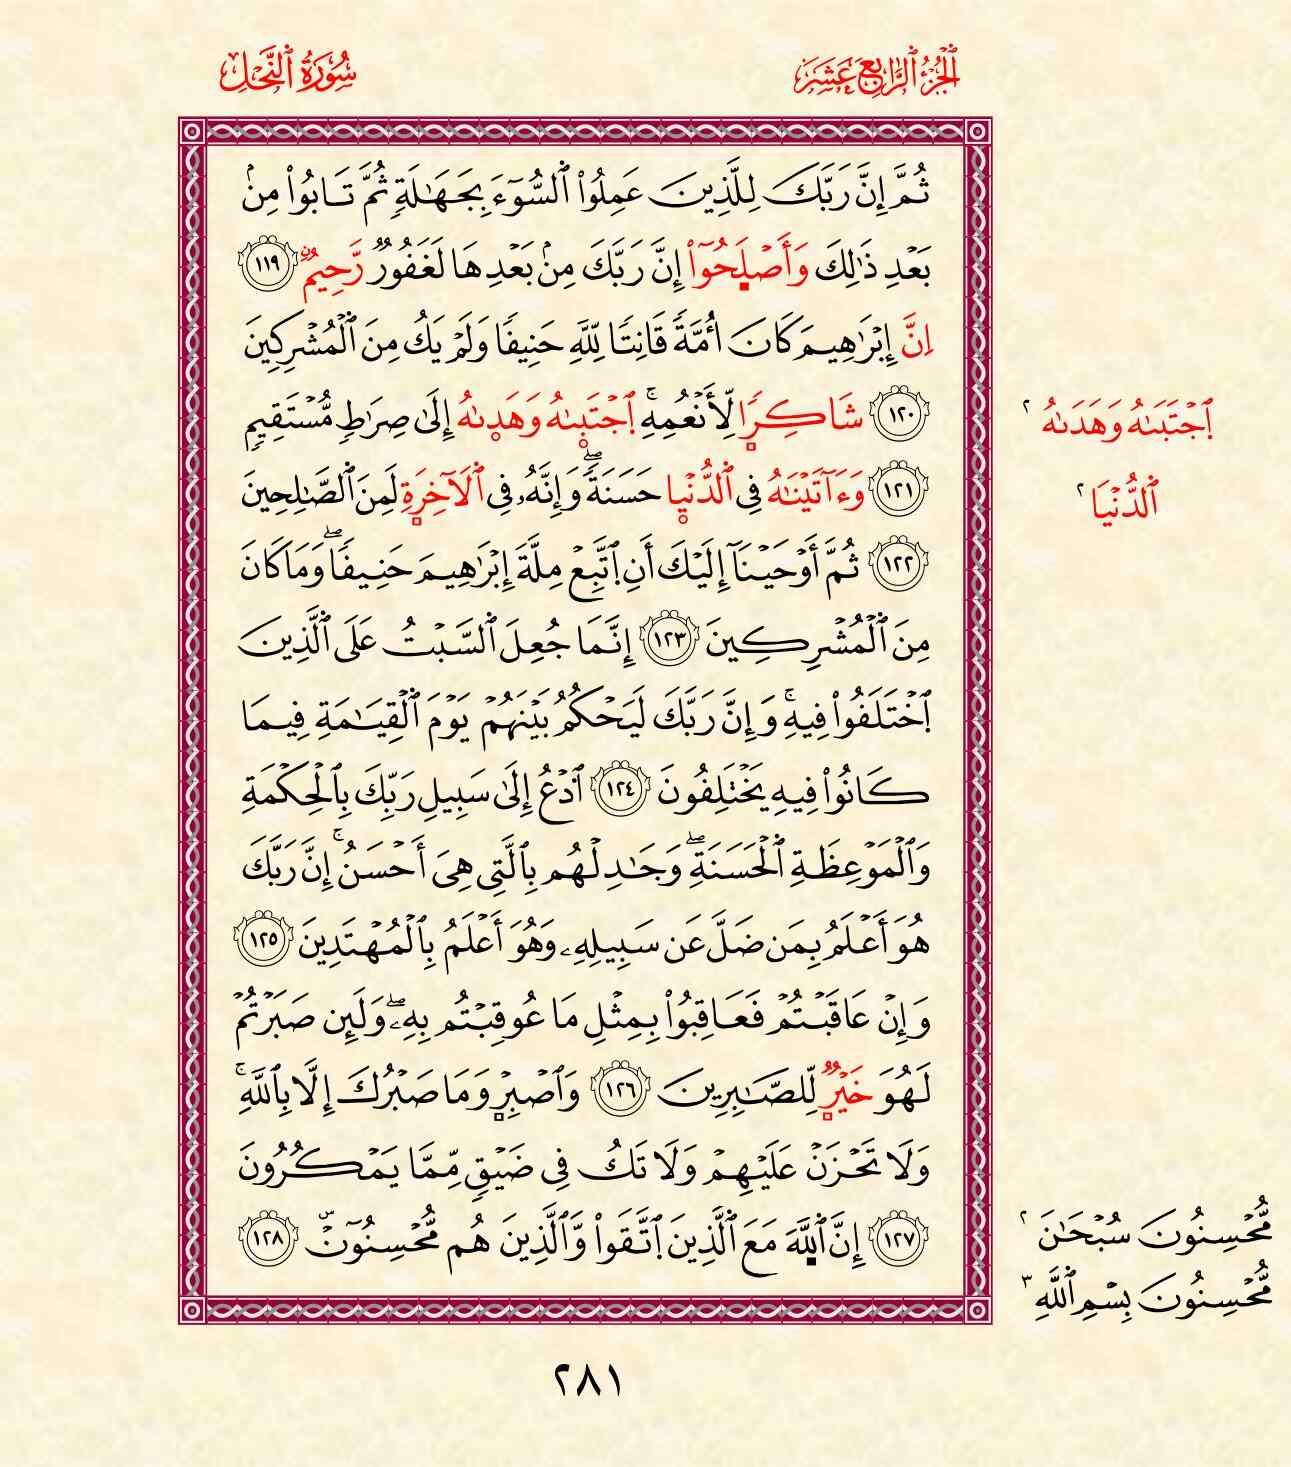 الجُزْءُ ٱلرَّابِعَ عَشَرَ
سُورَةُ ٱلنَّحۡلِ
ثُمَّ إِنَّ رَبَّكَ لِلَّذِينَ عَمِلُواْ ٱلسُّوٓءَ بِجَهَٰلَةٖ ثُمَّ تَابُواْ مِنۢ
بَعۡدِ ذَٰلِكَ وَأَصۡلَحُوٓاْ إِنَّ رَبَّكَ مِنۢ بَعۡدِهَا لَغَفُورٞ رَّحِيمٌ ١١٩
اِنَّ إِبۡرَٰهِيمَ كَانَ أُمَّةٗ قَانِتٗا لِّلَّهِ حَنِيفٗا وَلَمۡ يَكُ مِنَ ٱلۡمُشۡرِكِينَ
١٢٠ شَاكِرٗا لِّأَنۡعُمِهِۚ ٱجۡتَبىٰهُ وَهَدىٰهُ إِلَىٰ صِرَٰطٖ مُّسۡتَقِيمٖ
١٢١ وَءَاتَيۡنَٰهُ فِي ٱلدُّنۡيا حَسَنَةٗۖ وَإِنَّهُۥ فِي ٱلۡأٓخِرَةِ لَمِنَ ٱلصَّٰلِحِينَ
١٢٢ ثُمَّ أَوۡحَيۡنَآ إِلَيۡكَ أَنِ ٱتَّبِعۡ مِلَّةَ إِبۡرَٰهِيمَ حَنِيفٗاۖ وَمَا كَانَ
مِنَ ٱلۡمُشۡرِكِينَ ١٢٣ إِنَّمَا جُعِلَ ٱلسَّبۡتُ عَلَى ٱلَّذِينَ
ٱخۡتَلَفُواْ فِيهِۚ وَإِنَّ رَبَّكَ لَيَحۡكُمُ بَيۡنَهُمۡ يَوۡمَ ٱلۡقِيَٰمَةِ فِيمَا
كَانُواْ فِيهِ يَخۡتَلِفُونَ ١٢٤ ٱدۡعُ إِلَىٰ سَبِيلِ رَبِّكَ بِٱلۡحِكۡمَةِ
وَٱلۡمَوۡعِظَةِ ٱلۡحَسَنَةِۖ وَجَٰدِلۡهُم بِٱلَّتِي هِيَ أَحۡسَنُۚ إِنَّ رَبَّكَ
هُوَ أَعۡلَمُ بِمَن ضَلَّ عَن سَبِيلِهِۦ وَهُوَ أَعۡلَمُ بِٱلۡمُهۡتَدِينَ ١٢٥
وَإِنۡ عَاقَبۡتُمۡ فَعَاقِبُواْ بِمِثۡلِ مَا عُوقِبۡتُم بِهِۦۖ وَلَئِن صَبَرۡتُمۡ
لَهُوَ خَيۡرٞ لِّلصَّٰبِرِينَ ١٢٦ وَٱصۡبِرۡ وَمَا صَبۡرُكَ إِلَّا بِٱللَّهِۚ
وَلَا تَحۡزَنۡ عَلَيۡهِمۡ وَلَا تَكُ فِي ضَيۡقٖ مِّمَّا يَمۡكُرُونَ
١٢٧ إِنَّ ٱللَّهَ مَعَ ٱلَّذِينَ ٱتَّقَواْ وَّٱلَّذِينَ هُم مُّحۡسِنُونَ ١٢٨
ٱجۡتَبَىٰهُ وَهَدَىٰهُ ٢
ٱلدُّنۡيَا ٢
مُّحۡسِنُونَ سُبۡحَٰنَ ٢
مُّحۡسِنُونَ بِسۡمِ ٱللَّهِ ٣
٢٨١